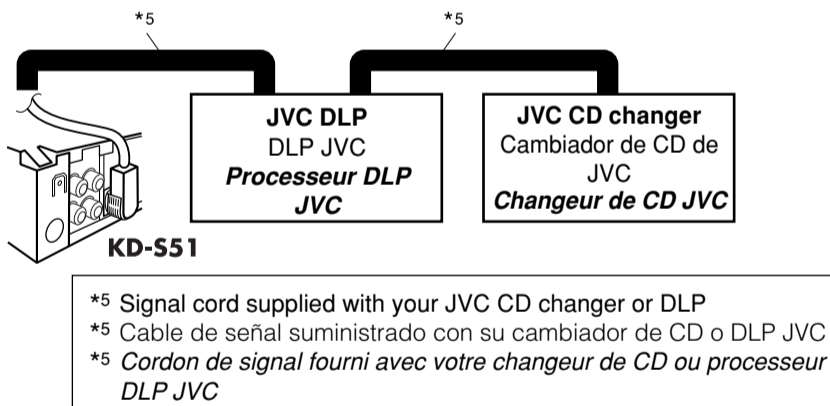 *5 *5
JVC DLP
DLP JVC
Processeur DLP
JVC
JVC CD changer
Cambiador de CD de
JVC
Changeur de CD JVC
KD-S51
*5 Signal cord supplied with your JVC CD changer or DLP
*5 Cable de señal suministrado con su cambiador de CD o DLP JVC
*5 Cordon de signal fourni avec votre changeur de CD ou processeur
DLP JVC